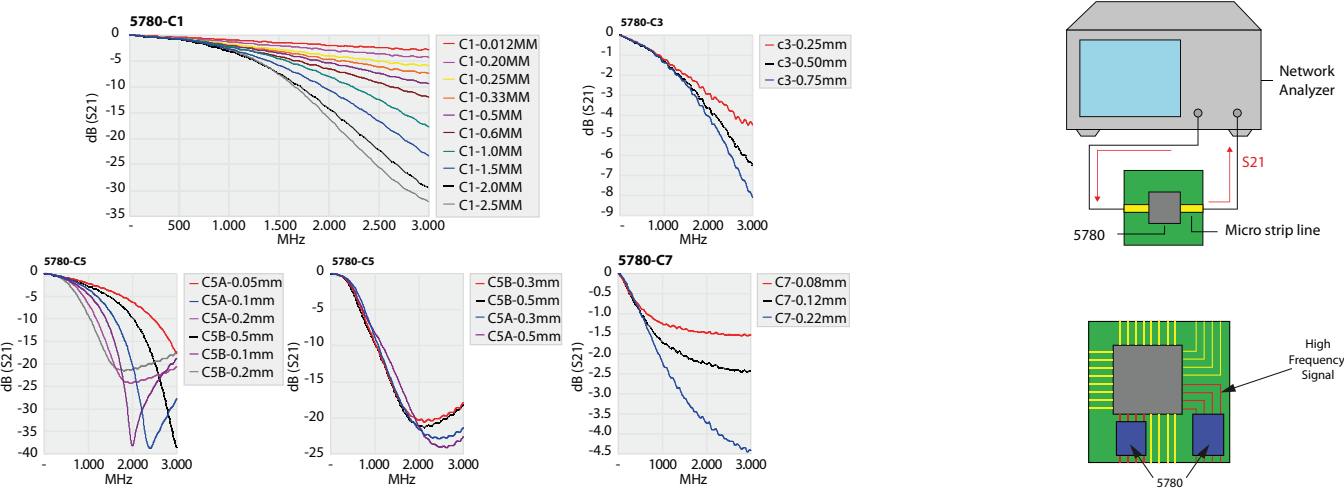 5780-C1
0
-5
-10
-15
-20
-25
-30
-35
dB (S21)
-
500
1.000
1.500
2.000
2.500
3.000
MHz
C1-0.012MM
C1-0.20MM
C1-0.25MM
C1-0.33MM
C1-0.5MM
C1-0.6MM
C1-1.0MM
C1-1.5MM
C1-2.0MM
C1-2.5MM
5780-C3
0
-1
-2
-3
-4
-5
-6
-7
-8
-9
dB (S21)
-
1.000
2.000
3.000
MHz
c3-0.25mm
c3-0.50mm
c3-0.75mm
Network
Analyzer
S21
5780
Micro strip line
5780-C5
0
-5
-10
-15
-20
-25
-30
-35
-40
dB (S21)
-
1.000
2.000
3.000
MHz
C5A-0.05mm
C5A-0.1mm
C5A-0.2mm
C5B-0.5mm
C5B-0.1mm
C5B-0.2mm
5780-C5
0
-5
-10
-15
-20
-25
dB (S21)
-
1.000
2.000
3.000
MHz
C5B-0.3mm
C5B-0.5mm
C5A-0.3mm
C5A-0.5mm
5780-C7
0
-0.5
-1.0
-1.5
-2.0
-2.5
-3.0
-3.5
-4.0
-4.5
dB (S21)
-
1.000
2.000
3.000
MHz
C7-0.08mm
C7-0.12mm
C7-0.22mm
High
Frequency
Signal
5780